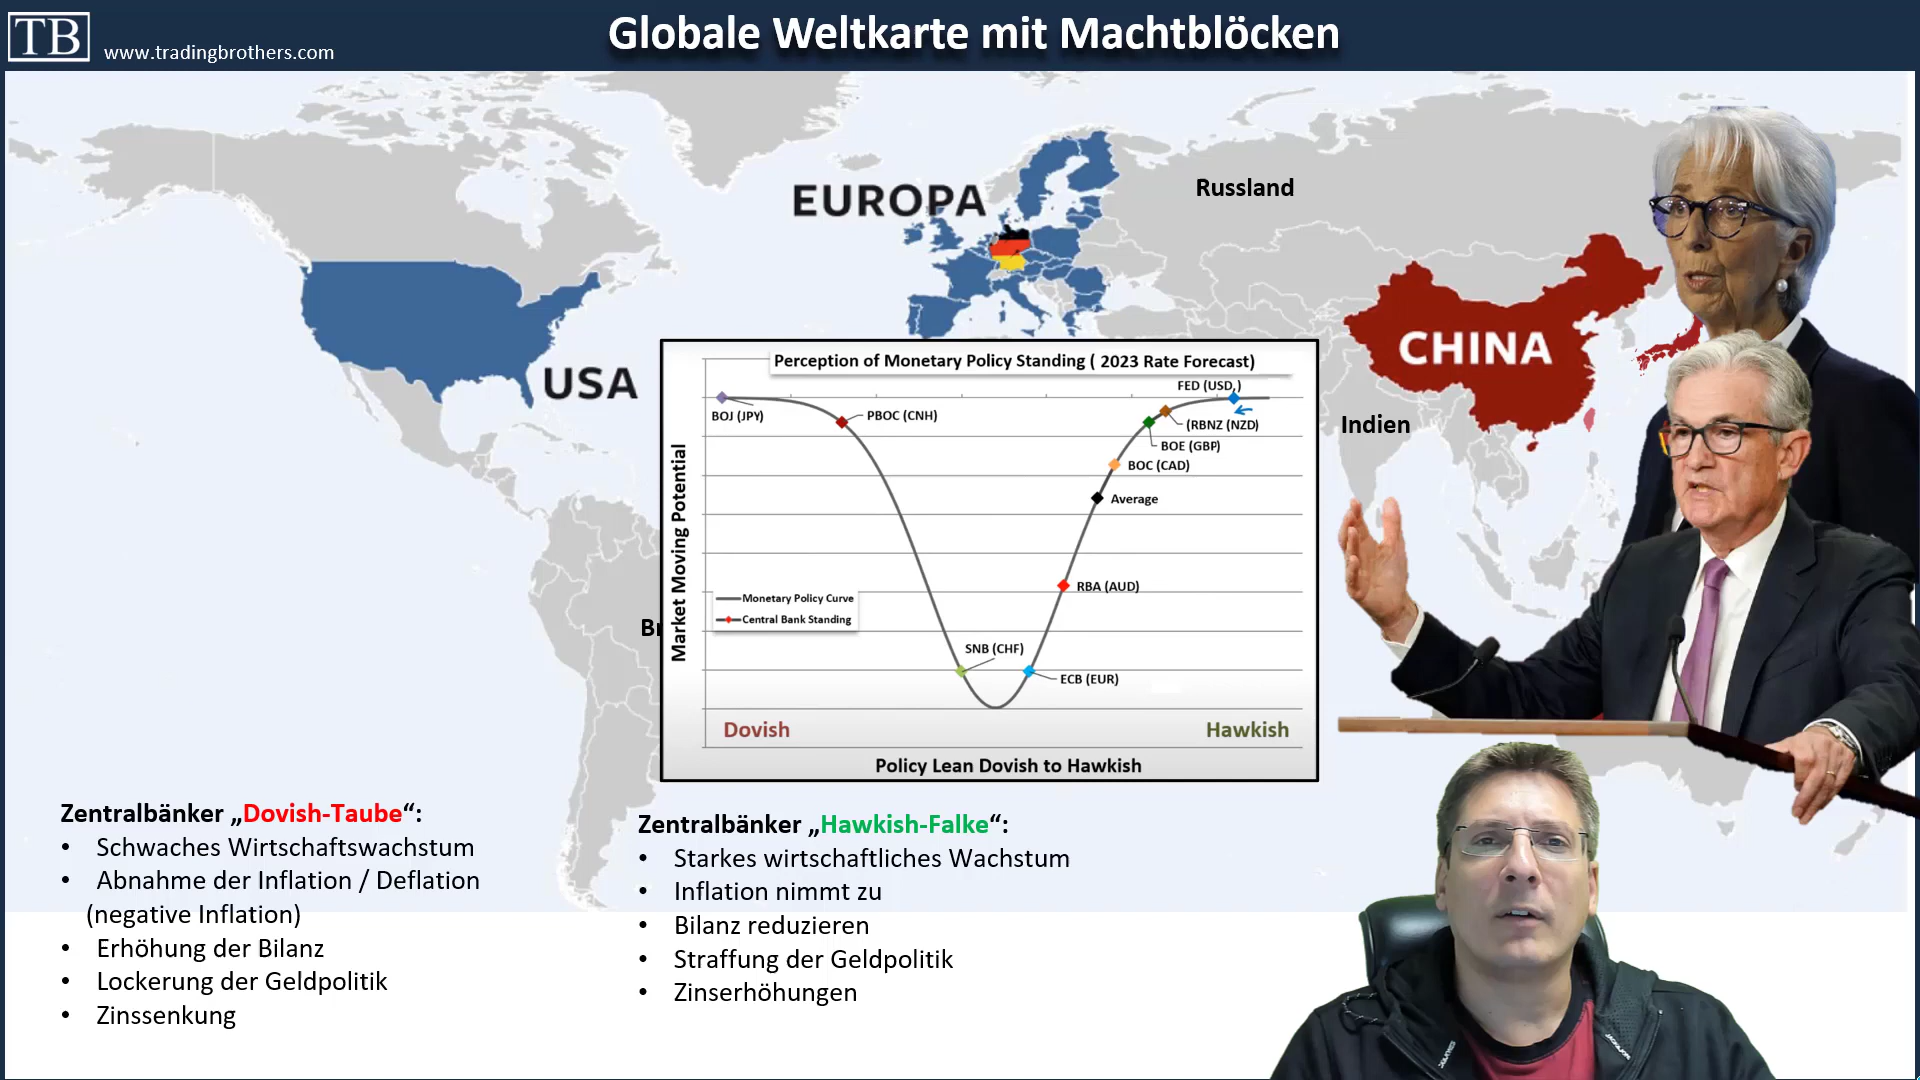 TB
www.tradingbrothers.com
Globale Weltkarte mit Machtblöcken
EUROPA
Russland
USA
CHINA
Indien
Perception of Monetary Policy Standing ( 2023 Rate Forecast)
FED (USD,)
BOJ (JPY)
PBOC (CNH)
(RBNZ (NZD)
BOE (GBP)
BOC (CAD)
Average
Market Moving Potential
RBA (AUD)
Monetary Policy Curve
Central Bank Standing
SNB (CHF)
ECB (EUR)
Dovish
Hawkish
Policy Lean Dovish to Hawkish
Zentralbänker „Dovish-Taube“:
• Schwaches Wirtschaftswachstum
• Abnahme der Inflation / Deflation
(negative Inflation)
• Erhöhung der Bilanz
• Lockerung der Geldpolitik
• Zinssenkung
Zentralbänker „Hawkish-Falke“:
• Starkes wirtschaftliches Wachstum
• Inflation nimmt zu
• Bilanz reduzieren
• Straffung der Geldpolitik
• Zinserhöhungen